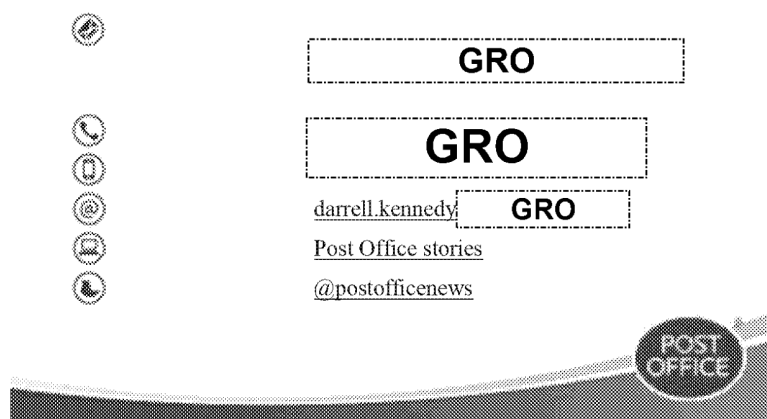 GRO
GRO
darrell.kennedy GRO
Post Office stories
@postofficenews
POST
OFFICE